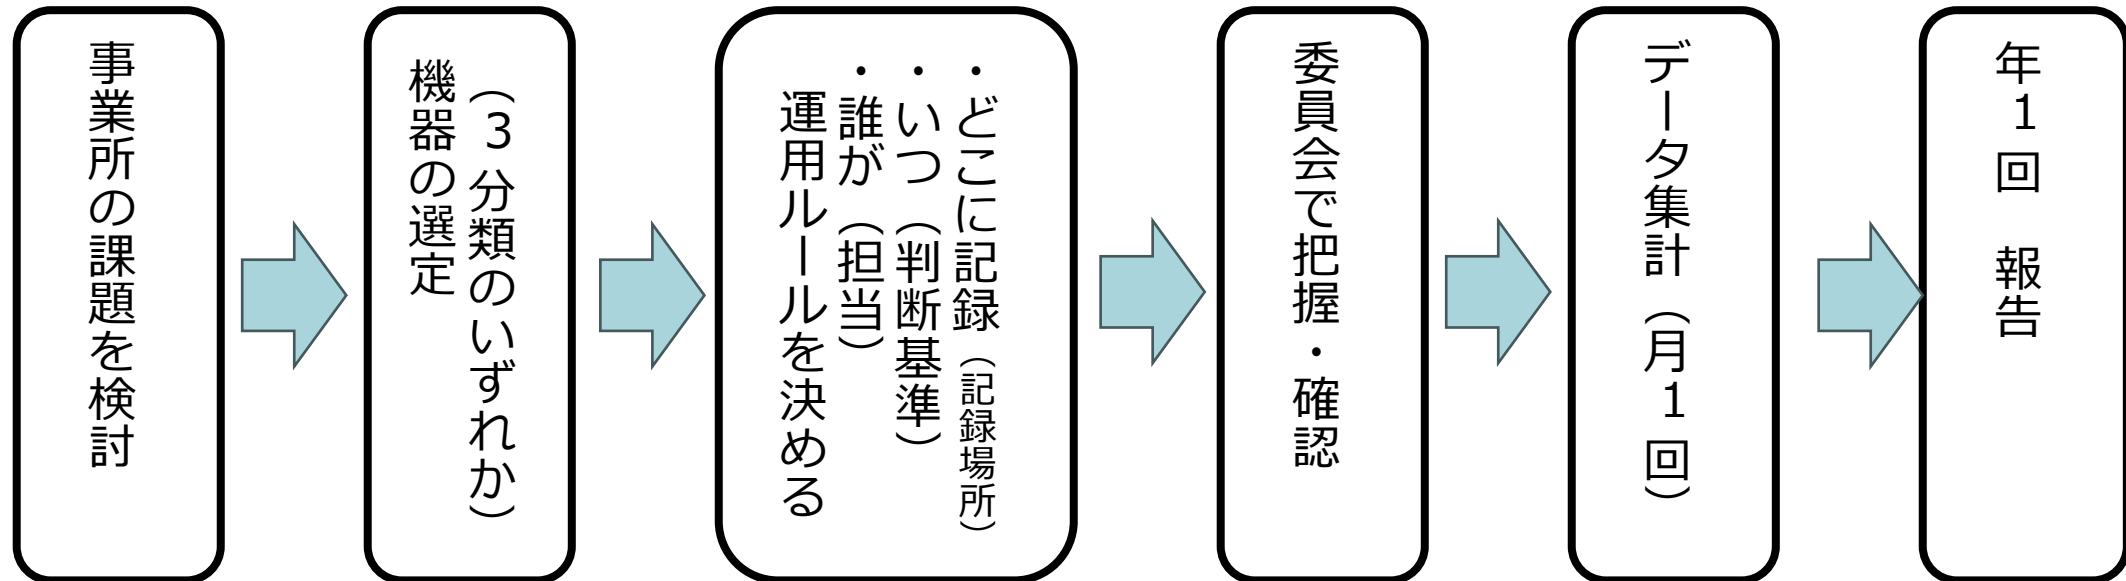 事業所の課題を検討
機器の選定
（3分類のいずれか）
運用ルールを決める
・誰が（担当）
・いつ（判断基準）
・どこに記録（記録場所）
委員会で把握・確認
データ集計（月1回）
年1回　報告